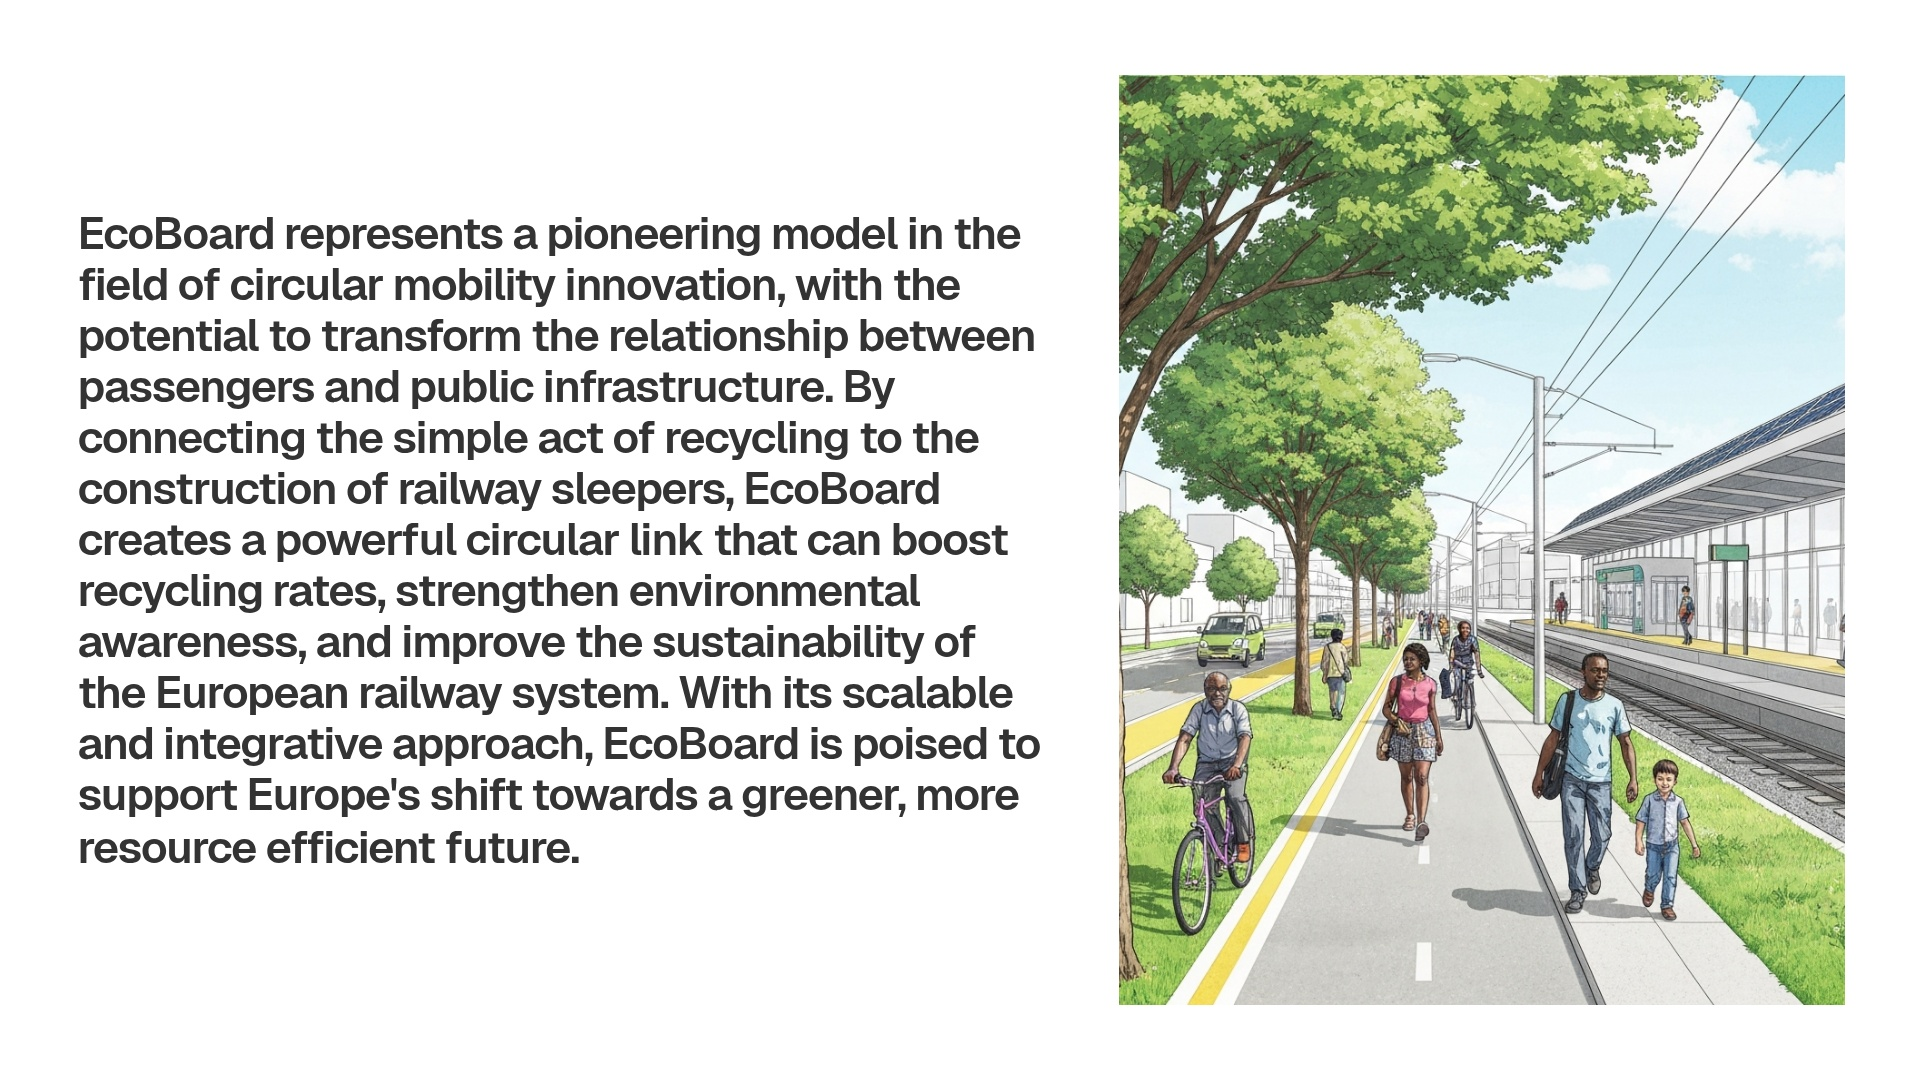 EcoBoard represents a pioneering model in the
field of circular mobility innovation, with the
potential to transform the relationship between
passengers and public infrastructure. By
connecting the simple act of recycling to the
construction of railway sleepers, EcoBoard
creates a powerful circular link that can boost
recycling rates, strengthen environmental
awareness, and improve the sustainability of
the European railway system. With its scalable
and integrative approach, EcoBoard is poised to
support Europe's shift towards a greener, more
resource efficient future.